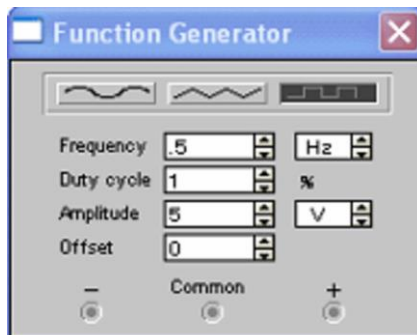 Function Generator
Frequency .5 Hz
Duty cycle 1 %
Amplitude 5 V
Offset 0
− Common +